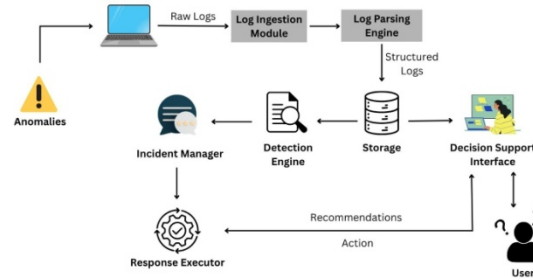 Raw Logs
Log Ingestion
Module
Log Parsing
Engine
Structured
Logs
Anomalies
Incident Manager
Detection
Engine
Storage
Decision Support
Interface
Recommendations
Action
Response Executor
? ?
User